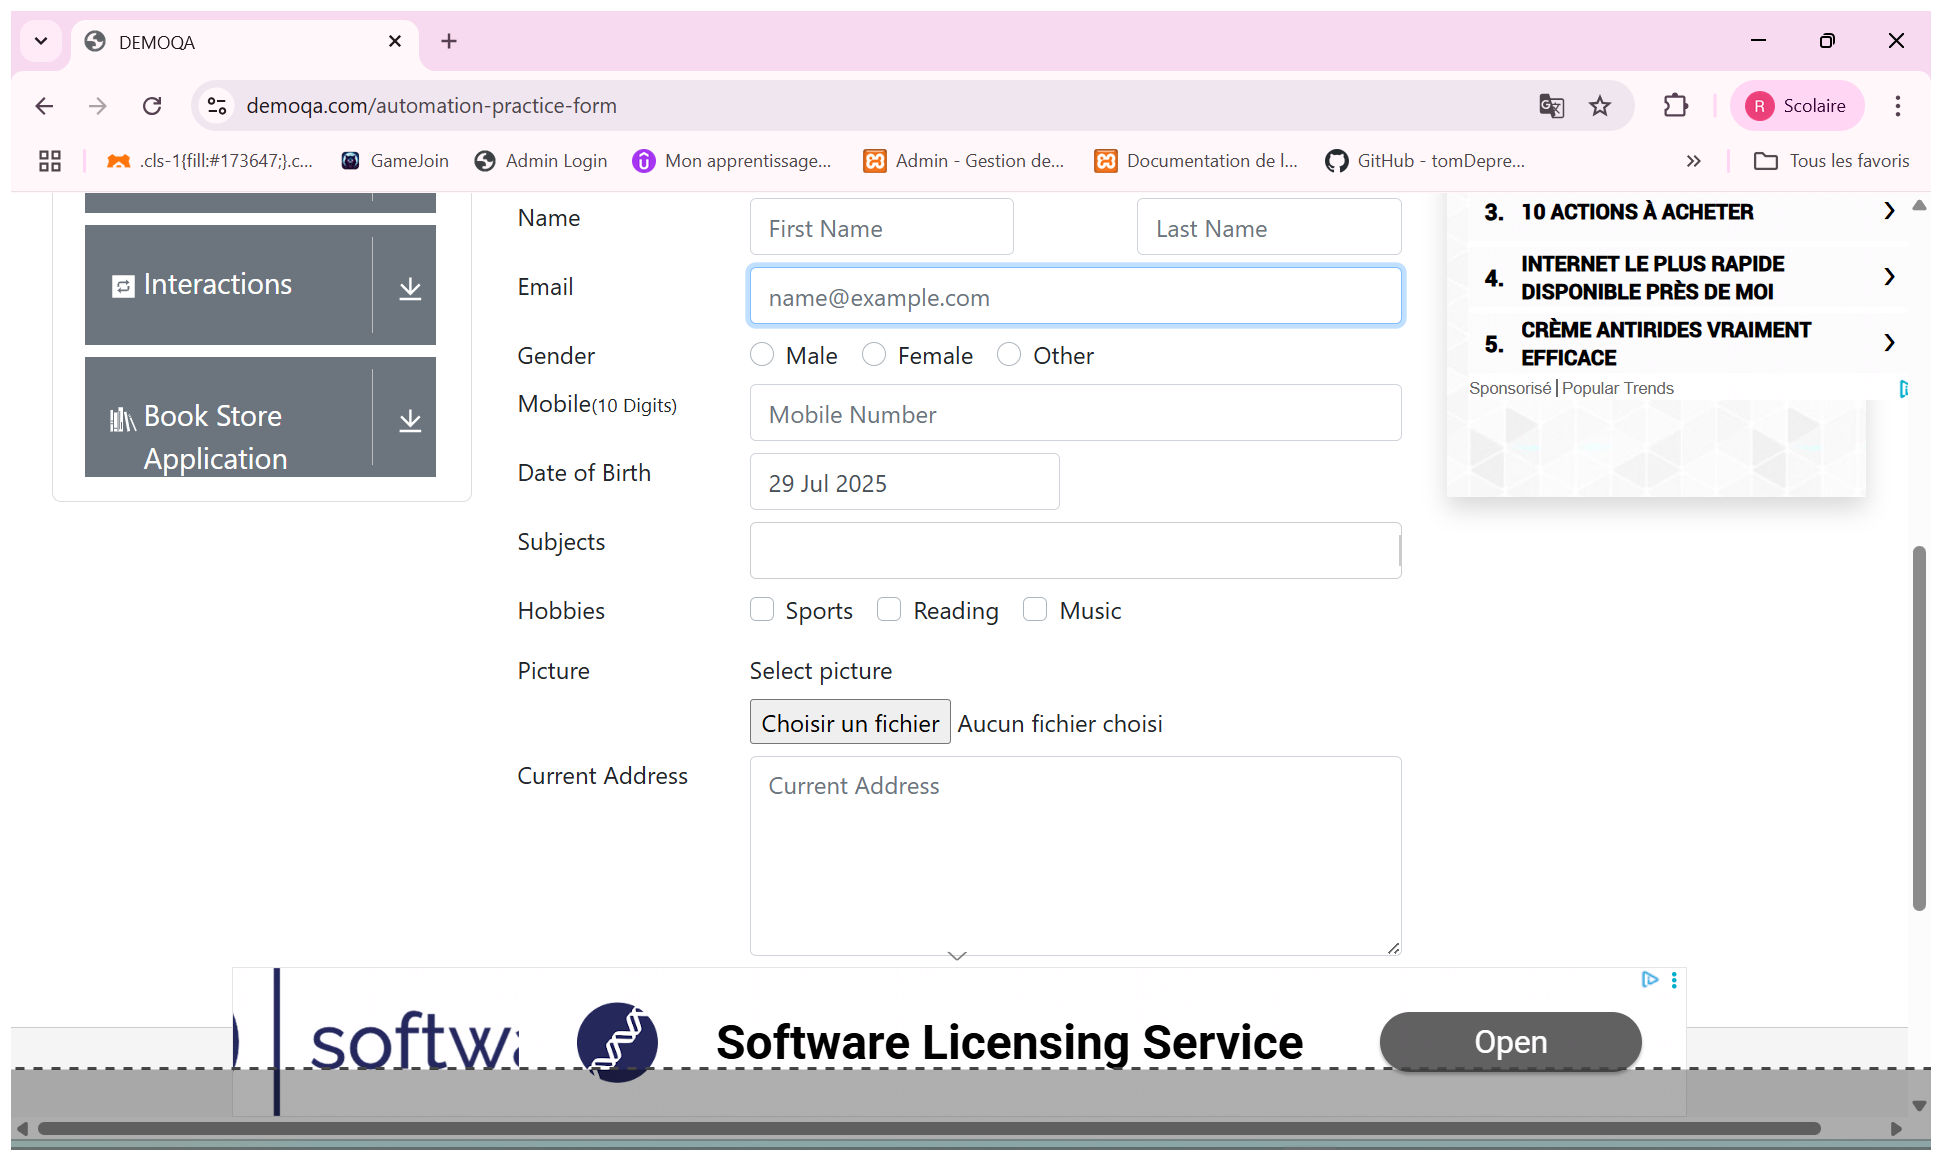 DEMOQA
demoqa.com/automation-practice-form
R Scolaire
.cls-1{fill:#173647;}.c...
GameJoin
Admin Login
Mon apprentissage...
Admin - Gestion de...
Documentation de l...
GitHub - tomDepre...
Tous les favoris
Interactions
Book Store
Application
Name
First Name
Last Name
Email
name@example.com
Gender
Male
Female
Other
Mobile(10 Digits)
Mobile Number
Date of Birth
29 Jul 2025
Subjects
Hobbies
Sports
Reading
Music
Picture
Select picture
Choisir un fichier
Aucun fichier choisi
Current Address
Current Address
3. 10 ACTIONS À ACHETER
4. INTERNET LE PLUS RAPIDE
DISPONIBLE PRÈS DE MOI
5. CRÈME ANTIRIDES VRAIMENT
EFFICACE
Sponsorisé | Popular Trends
softw
Software Licensing Service
Open